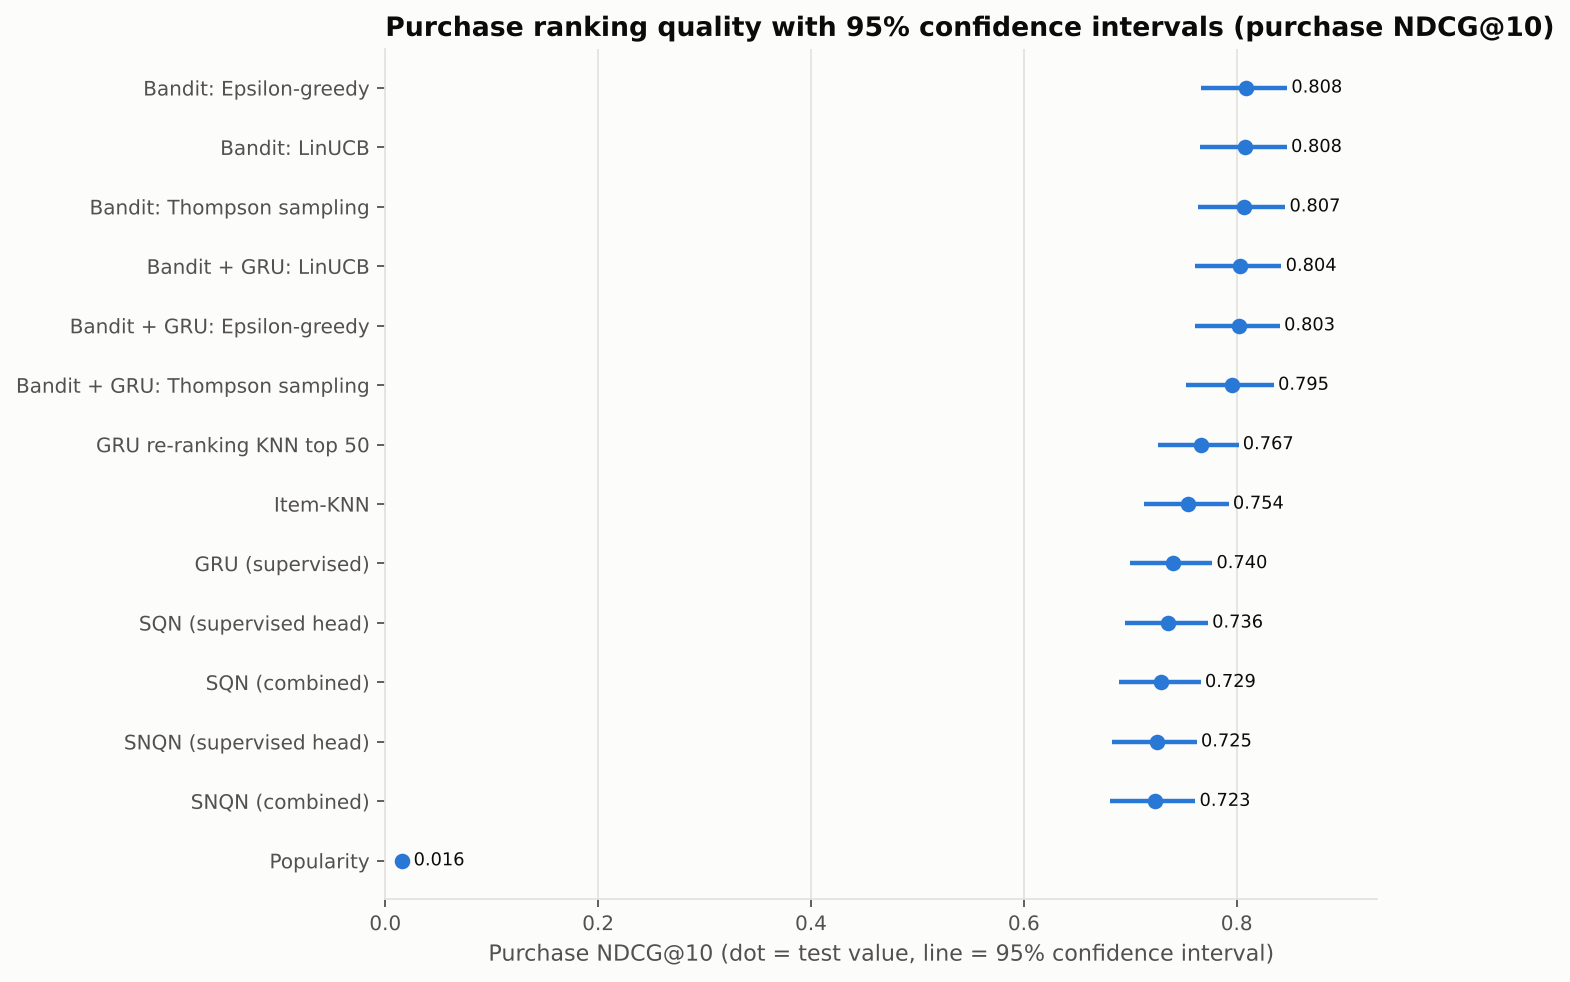 Purchase ranking quality with 95% confidence intervals (purchase NDCG@10)
Bandit: Epsilon-greedy 0.808
Bandit: LinUCB 0.808
Bandit: Thompson sampling 0.807
Bandit + GRU: LinUCB 0.804
Bandit + GRU: Epsilon-greedy 0.803
Bandit + GRU: Thompson sampling 0.795
GRU re-ranking KNN top 50 0.767
Item-KNN 0.754
GRU (supervised) 0.740
SQN (supervised head) 0.736
SQN (combined) 0.729
SNQN (supervised head) 0.725
SNQN (combined) 0.723
Popularity 0.016
0.0 0.2 0.4 0.6 0.8
Purchase NDCG@10 (dot = test value, line = 95% confidence interval)